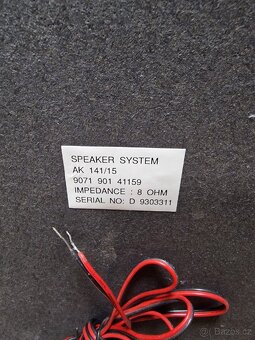 SPEAKER SYSTEM
AK 141/15
9071 901 41159
IMPEDANCE : 8 OHM
SERIAL NO: D 9303311